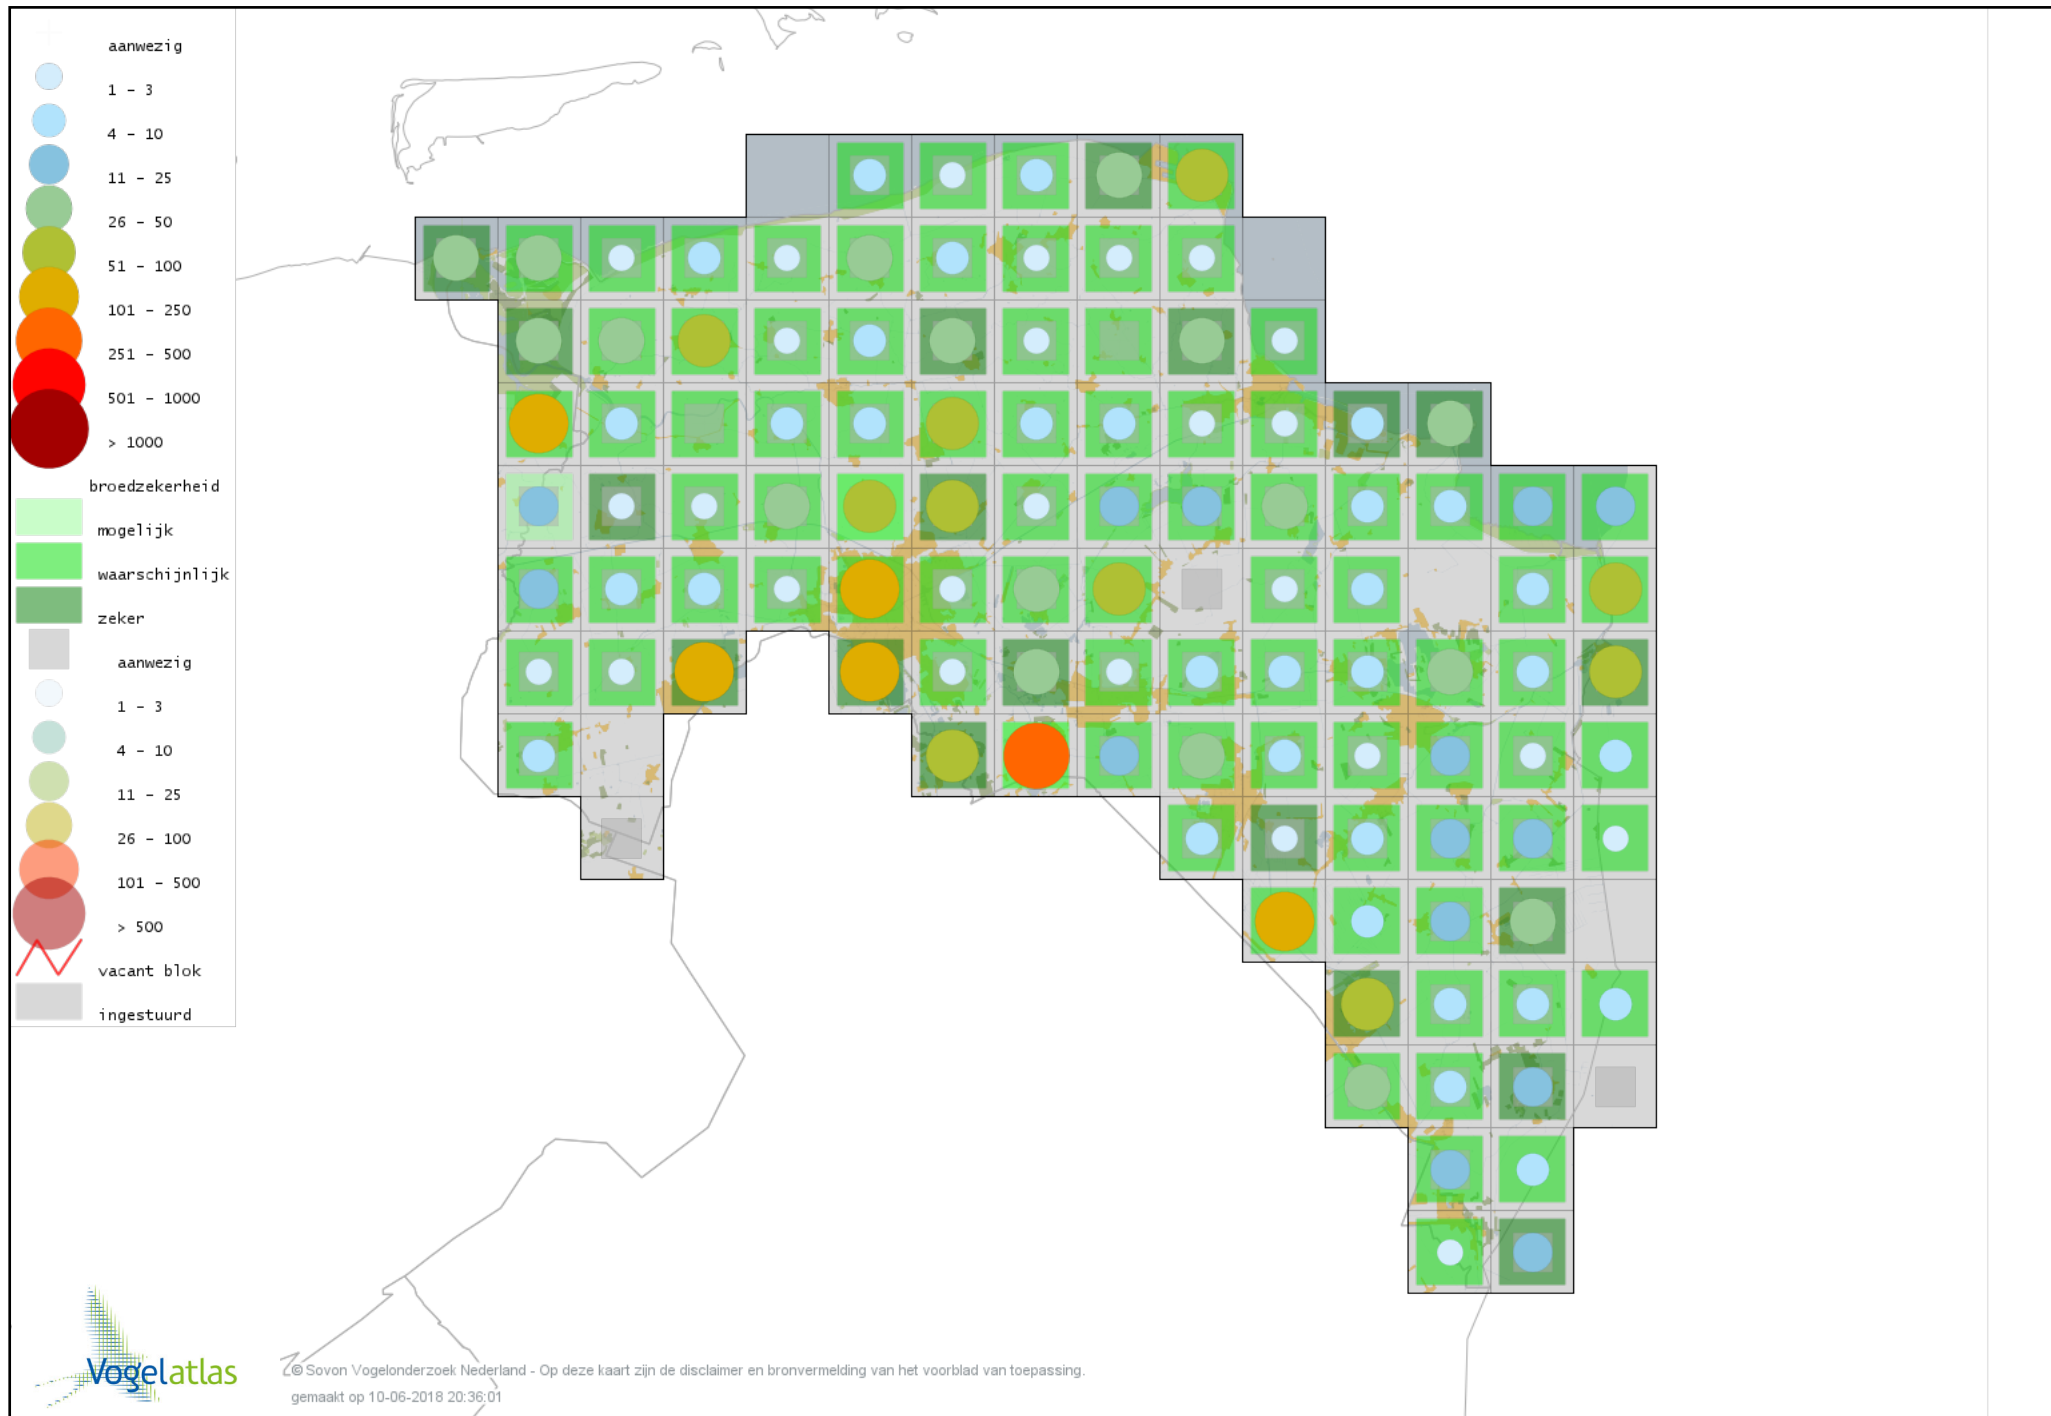 aanwezig
1 - 3
4 - 10
11 - 25
26 - 50
51 - 100
101 - 250
251 - 500
501 - 1000
> 1000
broedzekerheid
mogelijk
waarschijnlijk
zeker
aanwezig
1 - 3
4 - 10
11 - 25
26 - 100
101 - 500
> 500
vacant blok
ingestuurd
Vogelatlas
© Sovon Vogelonderzoek Nederland - Op deze kaart zijn de disclaimer en bronvermelding van het voorblad van toepassing.
gemaakt op 10-06-2018 20:36:01